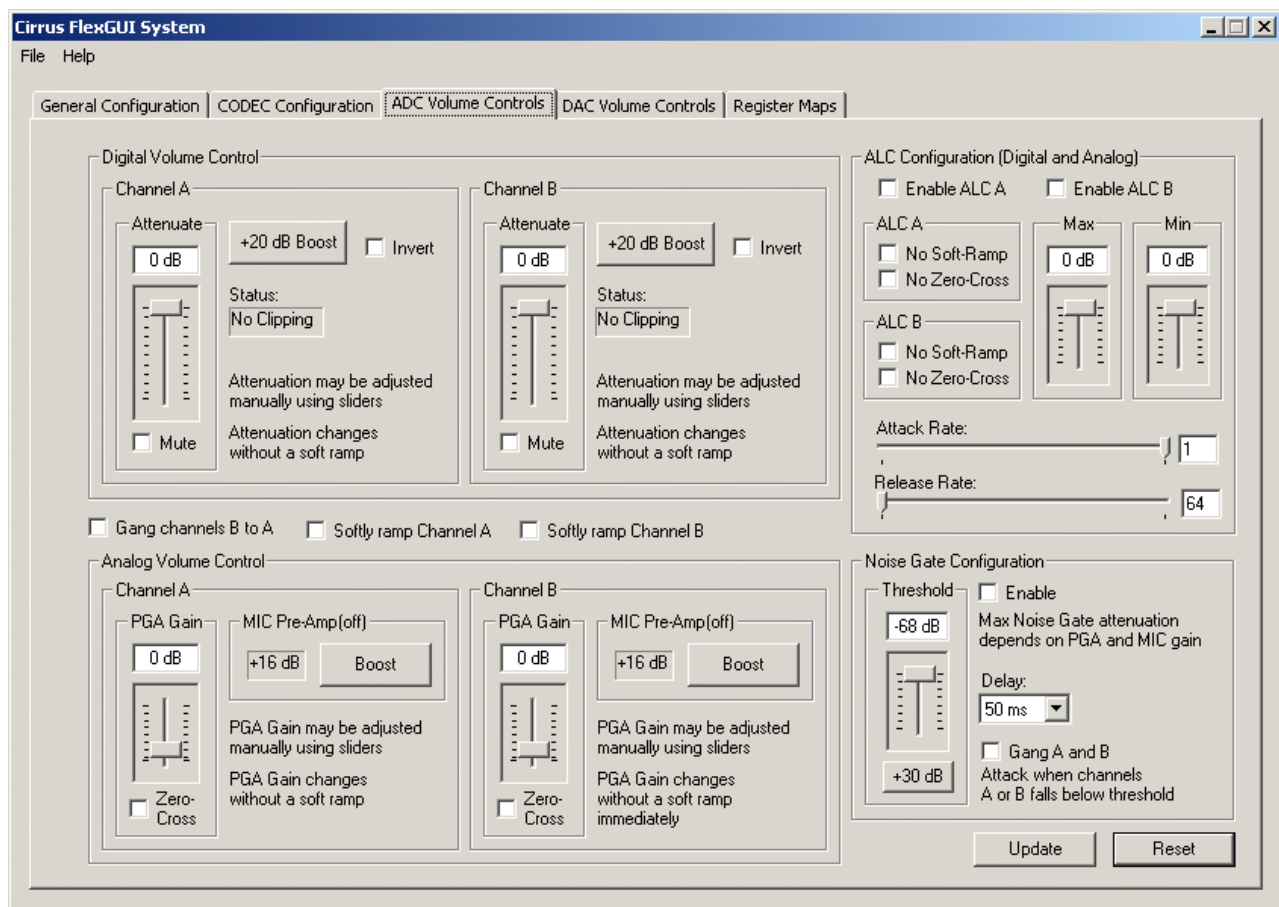 Cirrus FlexGUI System
File Help
General Configuration CODEC Configuration ADC Volume Controls DAC Volume Controls Register Maps
Digital Volume Control
Channel A
Attenuate
0 dB
+20 dB Boost
Invert
Status:
No Clipping
Attenuation may be adjusted
manually using sliders
Mute
Attenuation changes
without a soft ramp
Channel B
Attenuate
0 dB
+20 dB Boost
Invert
Status:
No Clipping
Attenuation may be adjusted
manually using sliders
Mute
Attenuation changes
without a soft ramp
ALC Configuration (Digital and Analog)
Enable ALC A
Enable ALC B
ALC A
No Soft-Ramp
No Zero-Cross
ALC B
No Soft-Ramp
No Zero-Cross
Max
0 dB
Min
0 dB
Attack Rate:
1
Release Rate:
64
Gang channels B to A
Softly ramp Channel A
Softly ramp Channel B
Analog Volume Control
Channel A
PGA Gain
0 dB
MIC Pre-Amp(off)
+16 dB
Boost
PGA Gain may be adjusted
manually using sliders
PGA Gain changes
without a soft ramp
Zero-
Cross
Channel B
PGA Gain
0 dB
MIC Pre-Amp(off)
+16 dB
Boost
PGA Gain may be adjusted
manually using sliders
PGA Gain changes
without a soft ramp
immediately
Zero-
Cross
Noise Gate Configuration
Threshold
-68 dB
+30 dB
Enable
Max Noise Gate attenuation
depends on PGA and MIC gain
Delay:
50 ms
Gang A and B
Attack when channels
A or B falls below threshold
Update
Reset